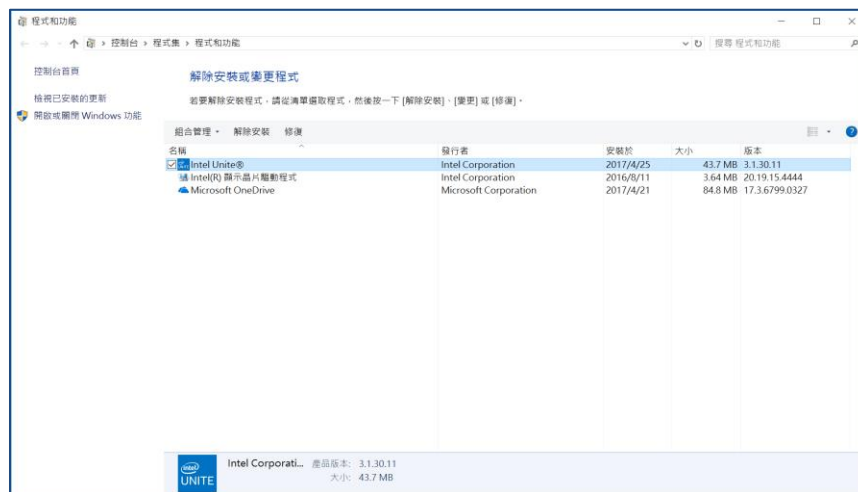 程式和功能
控制台 › 程式集 › 程式和功能
搜尋 程式和功能
控制台首頁
檢視已安裝的更新
開啟或關閉 Windows 功能
解除安裝或變更程式
若要解除安裝程式，請從清單選取程式，然後按一下 [解除安裝]、[變更] 或 [修復]。
組合管理 解除安裝 修復
名稱 發行者 安裝於 大小 版本
Intel Unite® Intel Corporation 2017/4/25 43.7 MB 3.1.30.11
Intel(R) 顯示晶片驅動程式 Intel Corporation 2016/8/11 3.64 MB 20.19.15.4444
Microsoft OneDrive Microsoft Corporation 2017/4/21 84.8 MB 17.3.6799.0327
intel UNITE
Intel Corporati... 產品版本: 3.1.30.11
大小: 43.7 MB